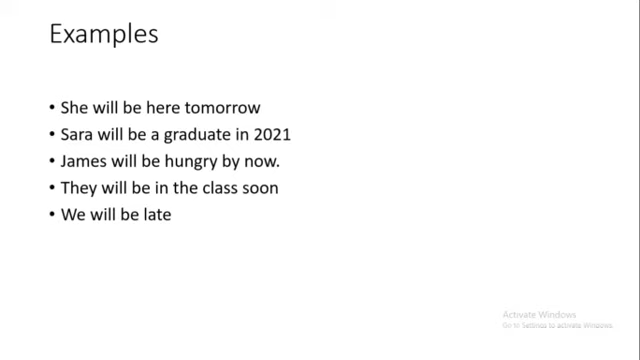 Examples
• She will be here tomorrow
• Sara will be a graduate in 2021
• James will be hungry by now.
• They will be in the class soon
• We will be late
Activate Windows
Go to Settings to activate Windows.